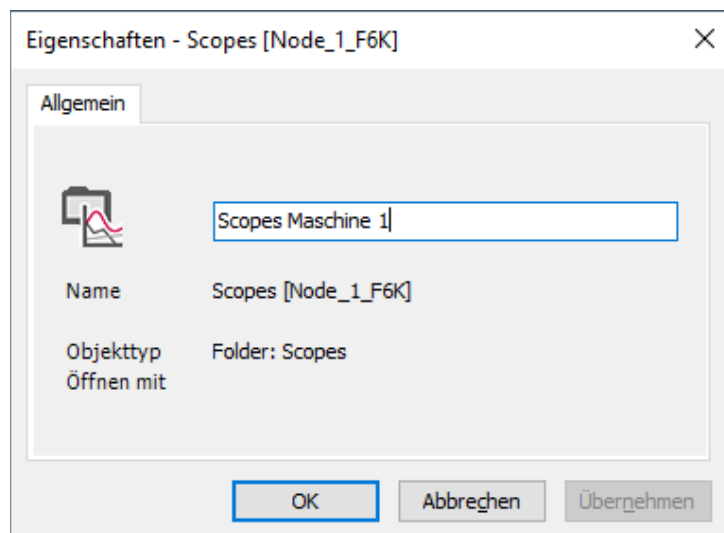 Eigenschaften - Scopes [Node_1_F6K]
Allgemein
Scopes Maschine 1
Name Scopes [Node_1_F6K]
Objekttyp Folder: Scopes
Öffnen mit
OK Abbrechen Übernehmen